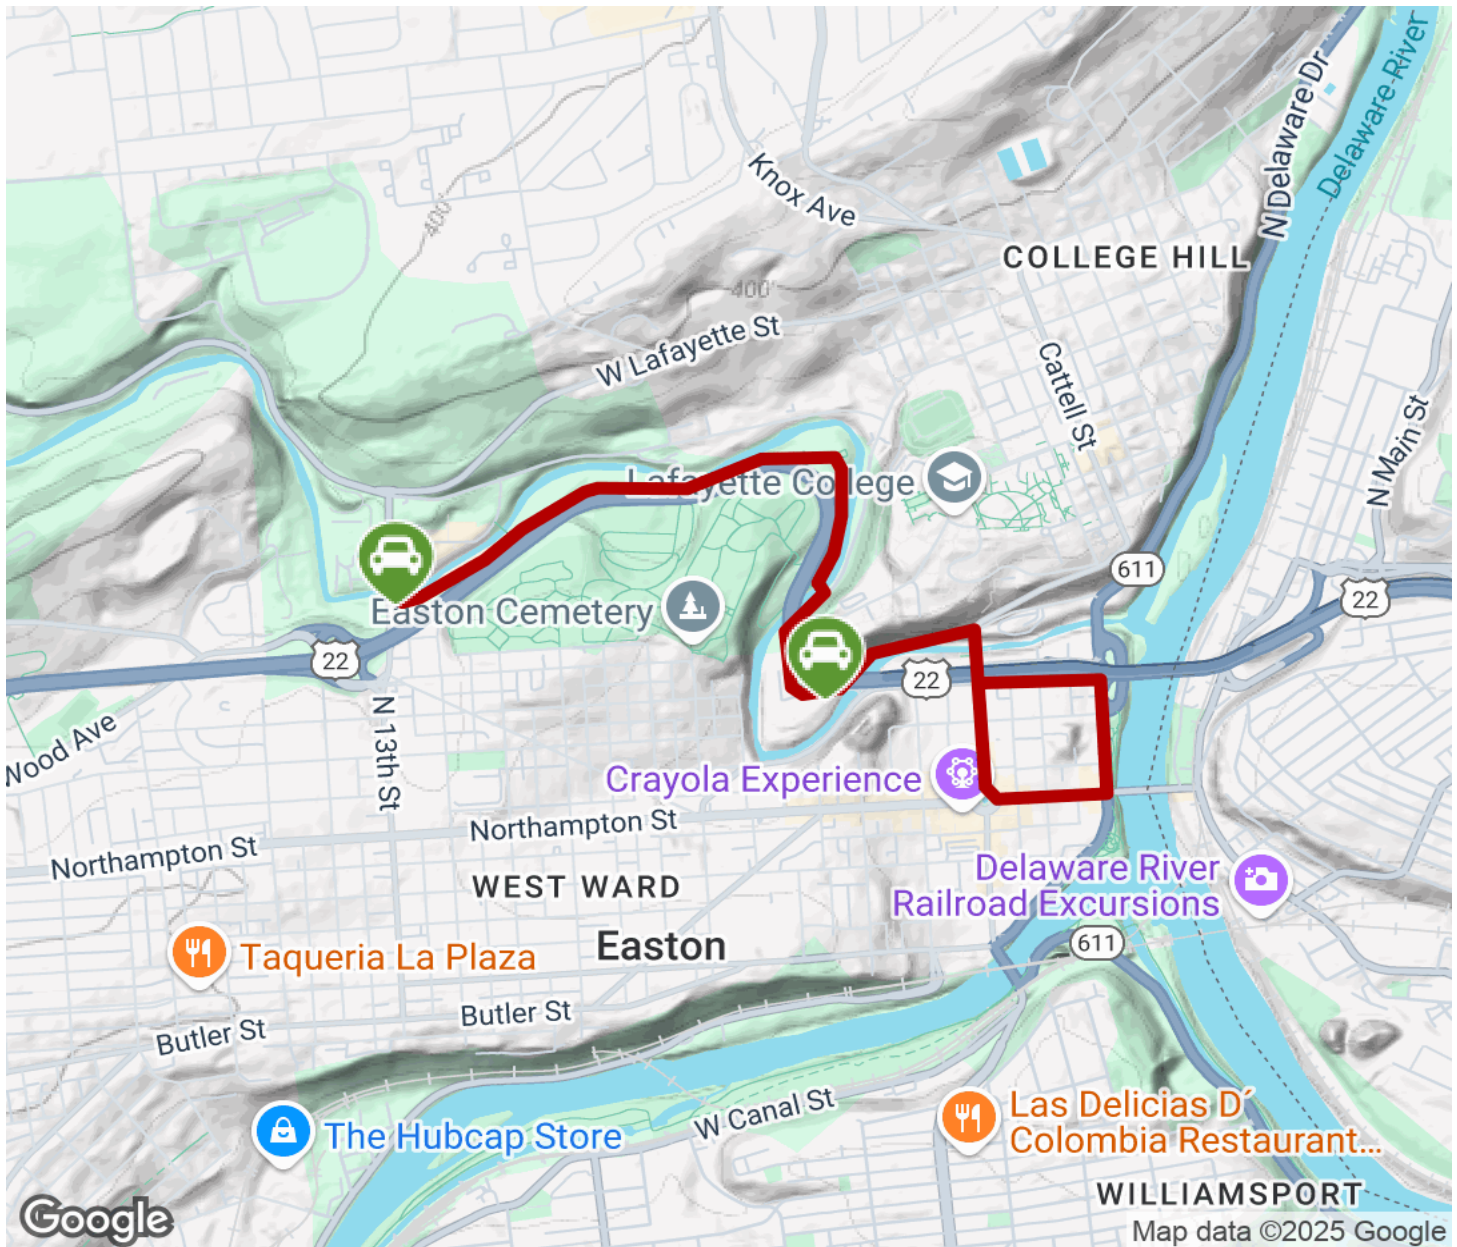 Delaware River
N Delaware Dr
Knox Ave
400
COLLEGE HILL
400'
W Lafayette St
Cattell St
N Main St
Lafayette College
611
22
Easton Cemetery
22
22
N 13th St
Wood Ave
Crayola Experience
Northampton St
Northampton St
Delaware River
Railroad Excursions
WEST WARD
Easton
611
Taqueria La Plaza
Butler St
Butler St
W Canal St
Las Delicias D´
Colombia Restaurant...
The Hubcap Store
WILLIAMSPORT
Google
Map data ©2025 Google